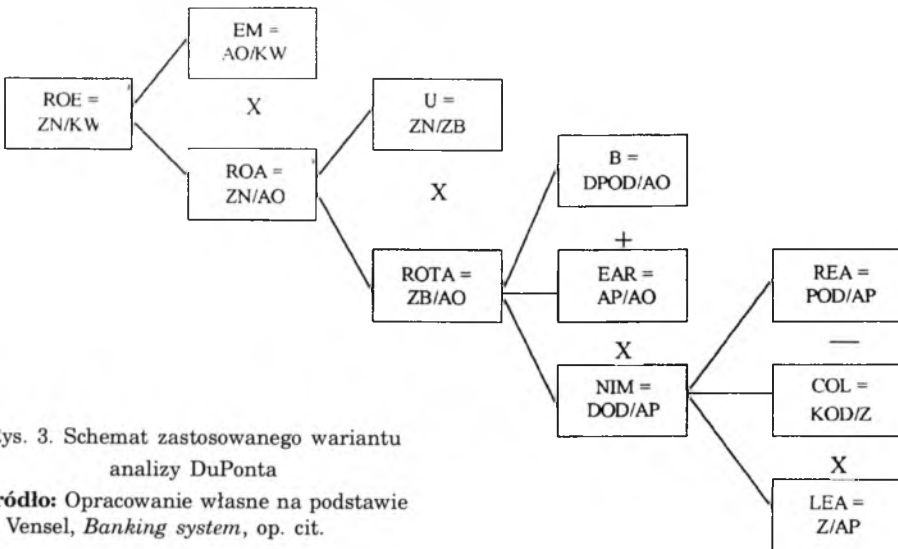 EM =
AO/KW
ROE =
ZN/KW
X
U =
ZN/ZB
ROA =
ZN/AO
X
B =
DPOD/AO
+
ROTA =
ZB/AO
EAR =
AP/AO
REA =
POD/AP
X
—
NIM =
DOD/AP
COL =
KOD/Z
X
LEA =
Z/AP
ys. 3. Schemat zastosowanego wariantu
analizy DuPonta
ródło: Opracowanie własne na podstawie
Vensel, Banking system, op. cit.